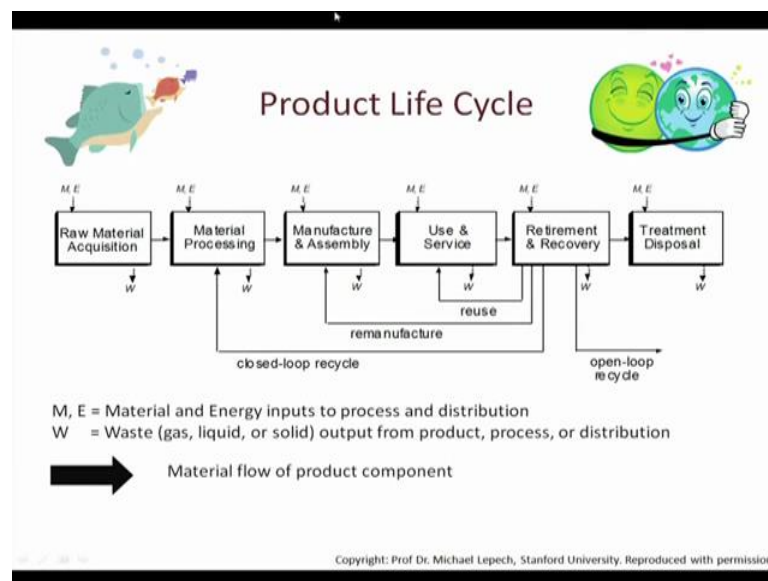 Product Life Cycle
M, E M, E M, E M, E M, E M, E
Raw Material Material Manufacture Use & Retirement Treatment
Acquisition Processing & Assembly Service & Recovery Disposal
W W W W W W
reuse
remanufacture
closed-loop recycle open-loop
recycle
M, E = Material and Energy inputs to process and distribution
W = Waste (gas, liquid, or solid) output from product, process, or distribution
Material flow of product component
Copyright: Prof Dr. Michael Lepech, Stanford University. Reproduced with permissio